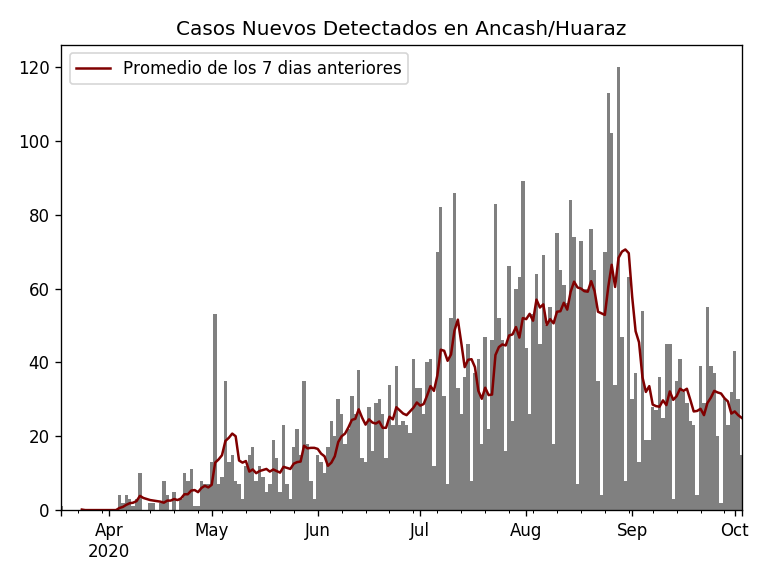 Casos Nuevos Detectados en Ancash/Huaraz
Promedio de los 7 dias anteriores
120
100
80
60
40
20
0
Apr May Jun Jul Aug Sep Oct
2020